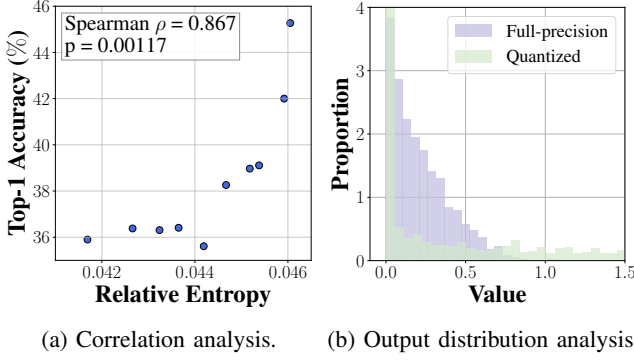 Spearman ρ = 0.867
p = 0.00117
46
44
42
40
38
36
0.042
0.044
0.046
Top-1 Accuracy (%)
Relative Entropy
(a) Correlation analysis.
Full-precision
Quantized
4
3
2
1
0
0.0
0.5
1.0
1.5
Proportion
Value
(b) Output distribution analysis